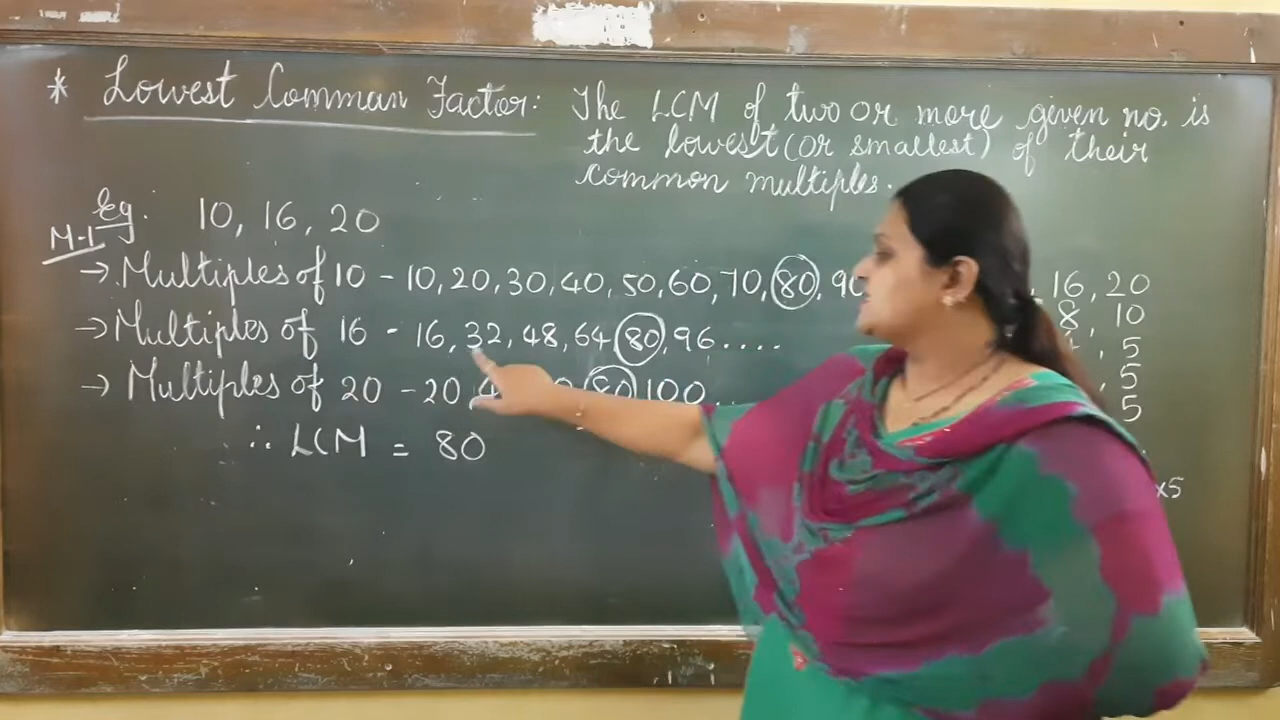 * Lowest Comman Factor: The LCM of two or more given no. is
the lowest (or smallest) of their
common multiples.
Eg. 10, 16, 20
M-1
→ Multiples of 10 - 10, 20, 30, 40, 50, 60, 70, 80, 90
→ Multiples of 16 - 16, 32, 48, 64, 80, 96....
→ Multiples of 20 - 20, 80, 100..
∴ LCM = 80
, 16, 20
8, 10
, 5
, 5
5
x5